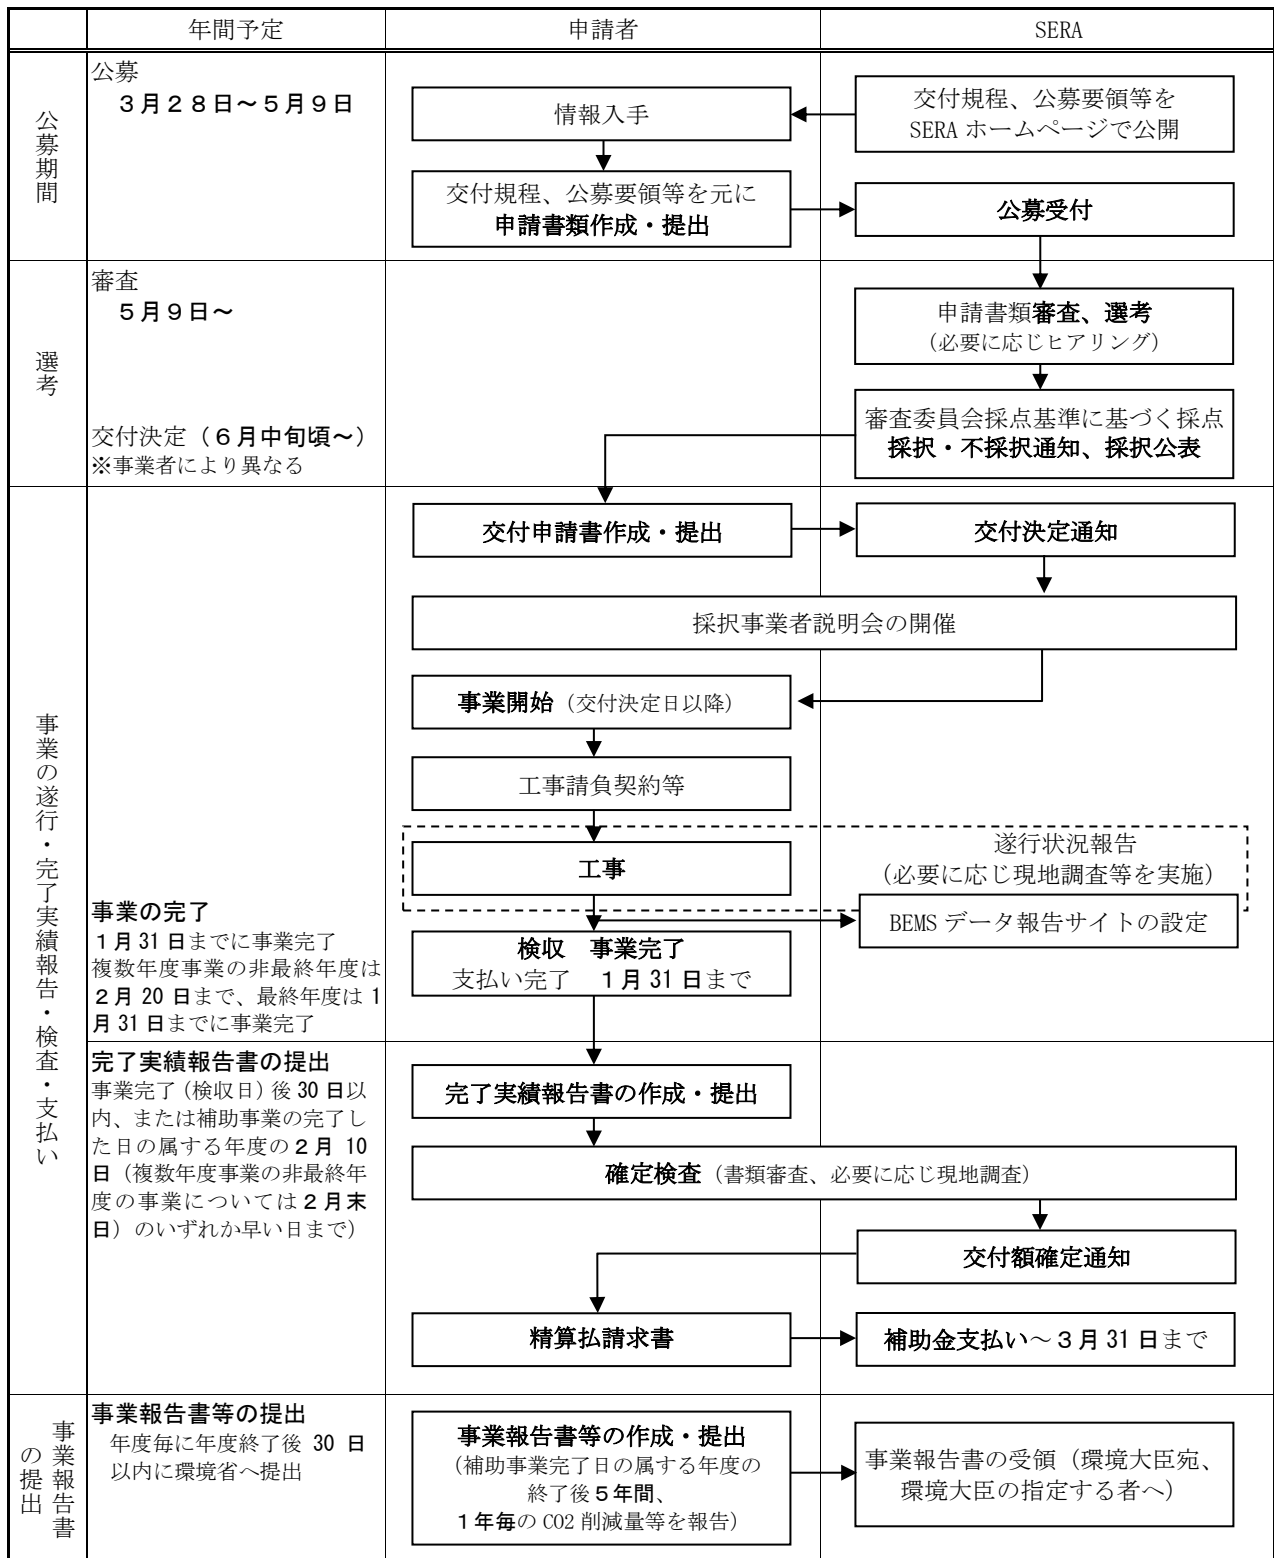 年間予定
申請者
SERA
公募期間
公募
３月２８日～５月９日
情報入手
交付規程、公募要領等を
SERA ホームページで公開
交付規程、公募要領等を元に
申請書類作成・提出
公募受付
選考
審査
５月９日～
交付決定（６月中旬頃～）
※事業者により異なる
申請書類審査、選考
（必要に応じヒアリング）
審査委員会採点基準に基づく採点
採択・不採択通知、採択公表
事業の遂行・完了実績報告・検査・支払い
交付申請書作成・提出
交付決定通知
採択事業者説明会の開催
事業開始（交付決定日以降）
工事請負契約等
工事
遂行状況報告
（必要に応じ現地調査等を実施）
BEMS データ報告サイトの設定
検収　事業完了
支払い完了　１月 31 日まで
事業の完了
１月 31 日までに事業完了
複数年度事業の非最終年度は
２月 20 日まで、最終年度は 1
月 31 日までに事業完了
完了実績報告書の提出
事業完了（検収日）後 30 日以
内、または補助事業の完了し
た日の属する年度の２月 10
日（複数年度事業の非最終年
度の事業については２月末
日）のいずれか早い日まで）
完了実績報告書の作成・提出
確定検査（書類審査、必要に応じ現地調査）
交付額確定通知
精算払請求書
補助金支払い～３月 31 日まで
事業報告書
の提出
事業報告書等の提出
年度毎に年度終了後 30 日
以内に環境省へ提出
事業報告書等の作成・提出
（補助事業完了日の属する年度の
終了後５年間、
１年毎の CO2 削減量等を報告）
事業報告書の受領（環境大臣宛、
環境大臣の指定する者へ）